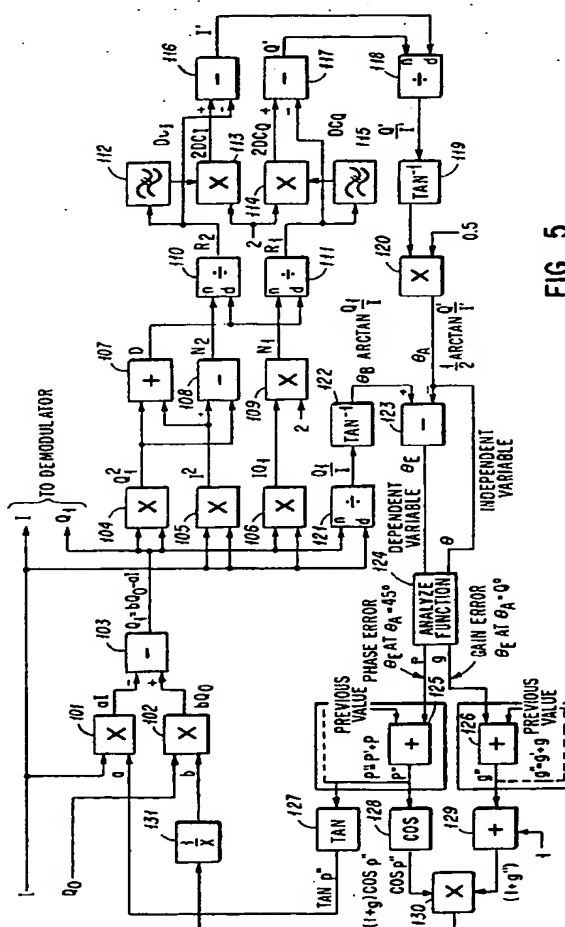 I
Q0
TO DEMODULATOR
I
Q1
101
X
aI
a
102
X
bQ0
b
131
1/X
103
-
-
+
Q1=bQ0-aI
104
X
Q1²
105
X
I²
106
X
IQ1
107
+
D
108
-
+
N2
109
X
N1
2
110
n
÷
d
R2
111
n
÷
d
R1
112
113
X
2DCI
DCI
114
X
2DCQ
2
115
DCQ
116
+
-
-
I'
117
+
-
-
Q'
118
n
d
÷
Q'/I'
119
TAN⁻¹
120
X
0.5
θA
1/2 ARCTAN Q'/I'
121
n
÷
d
Q1/I
122
TAN⁻¹
θB ARCTAN Q1/I
123
+
-
-
θE
DEPENDENT
VARIABLE
124
ANALYZE
FUNCTION
θ
INDEPENDENT
VARIABLE
PHASE ERROR
θE AT θA=45°
p
g
GAIN ERROR
θE AT θA=0°
PREVIOUS VALUE
125
+
p"=p'+p
p"
PREVIOUS
VALUE
126
+
g"=g'+g
g"
127
TAN
TAN p"
128
COS
COS p"
(1+g)COS p"
129
+
1
(1+g")
130
X
FIG. 5